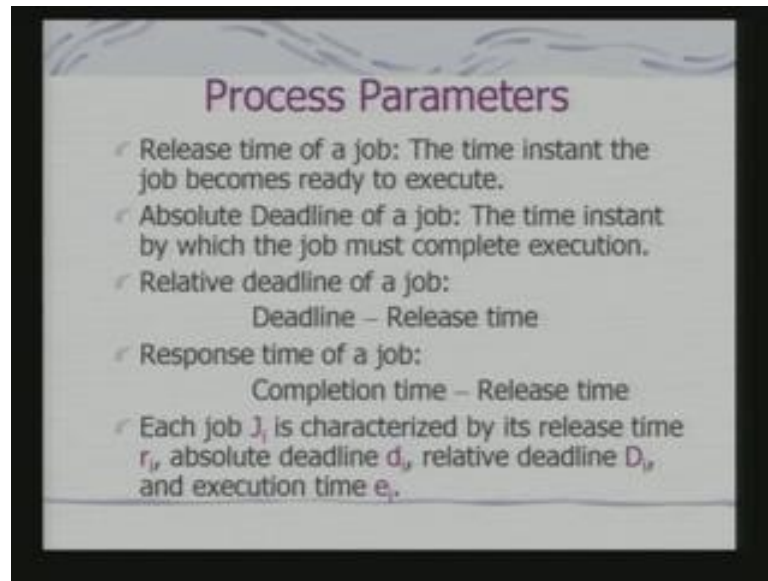 Process Parameters
Release time of a job: The time instant the
job becomes ready to execute.
Absolute Deadline of a job: The time instant
by which the job must complete execution.
Relative deadline of a job:
Deadline – Release time
Response time of a job:
Completion time – Release time
Each job Jᵢ is characterized by its release time
rᵢ, absolute deadline dᵢ, relative deadline Dᵢ,
and execution time eᵢ.